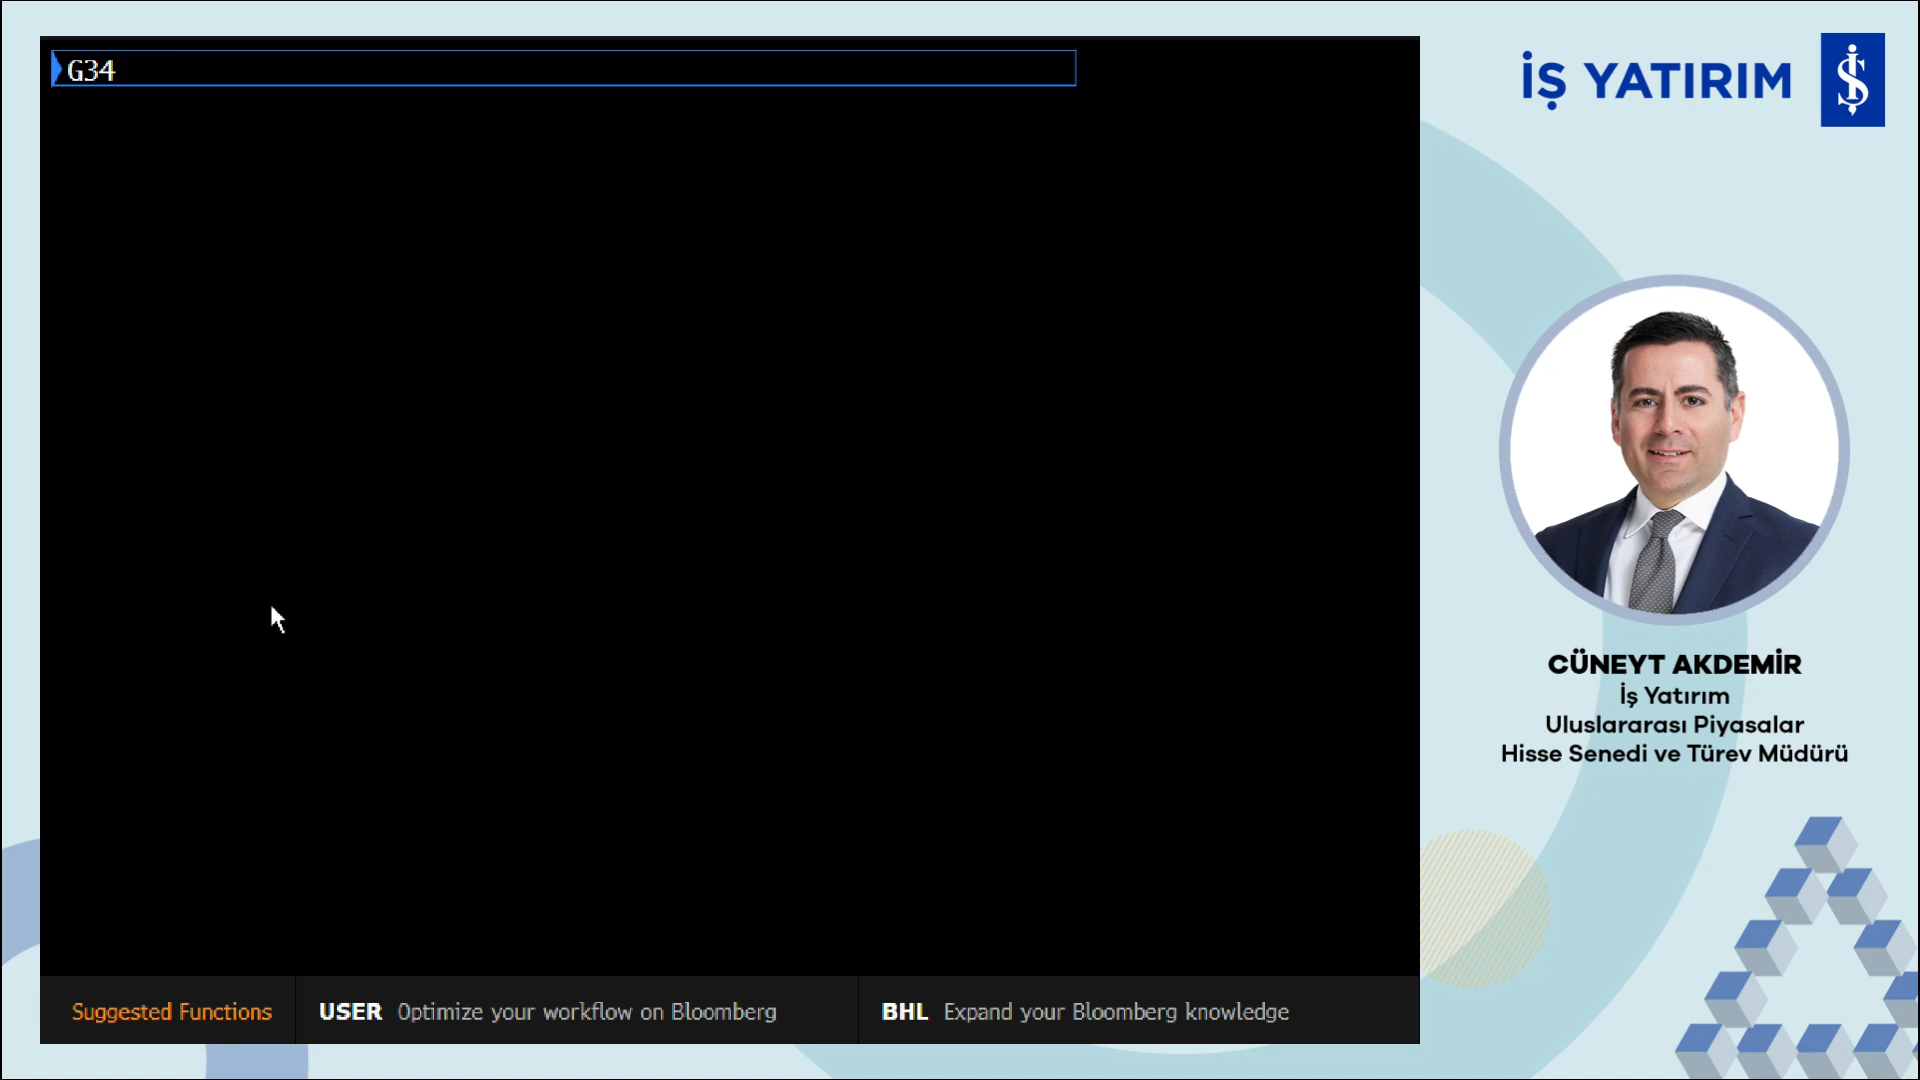 G34
İŞ YATIRIM
CÜNEYT AKDEMİR
İş Yatırım
Uluslararası Piyasalar
Hisse Senedi ve Türev Müdürü
Suggested Functions USER Optimize your workflow on Bloomberg BHL Expand your Bloomberg knowledge